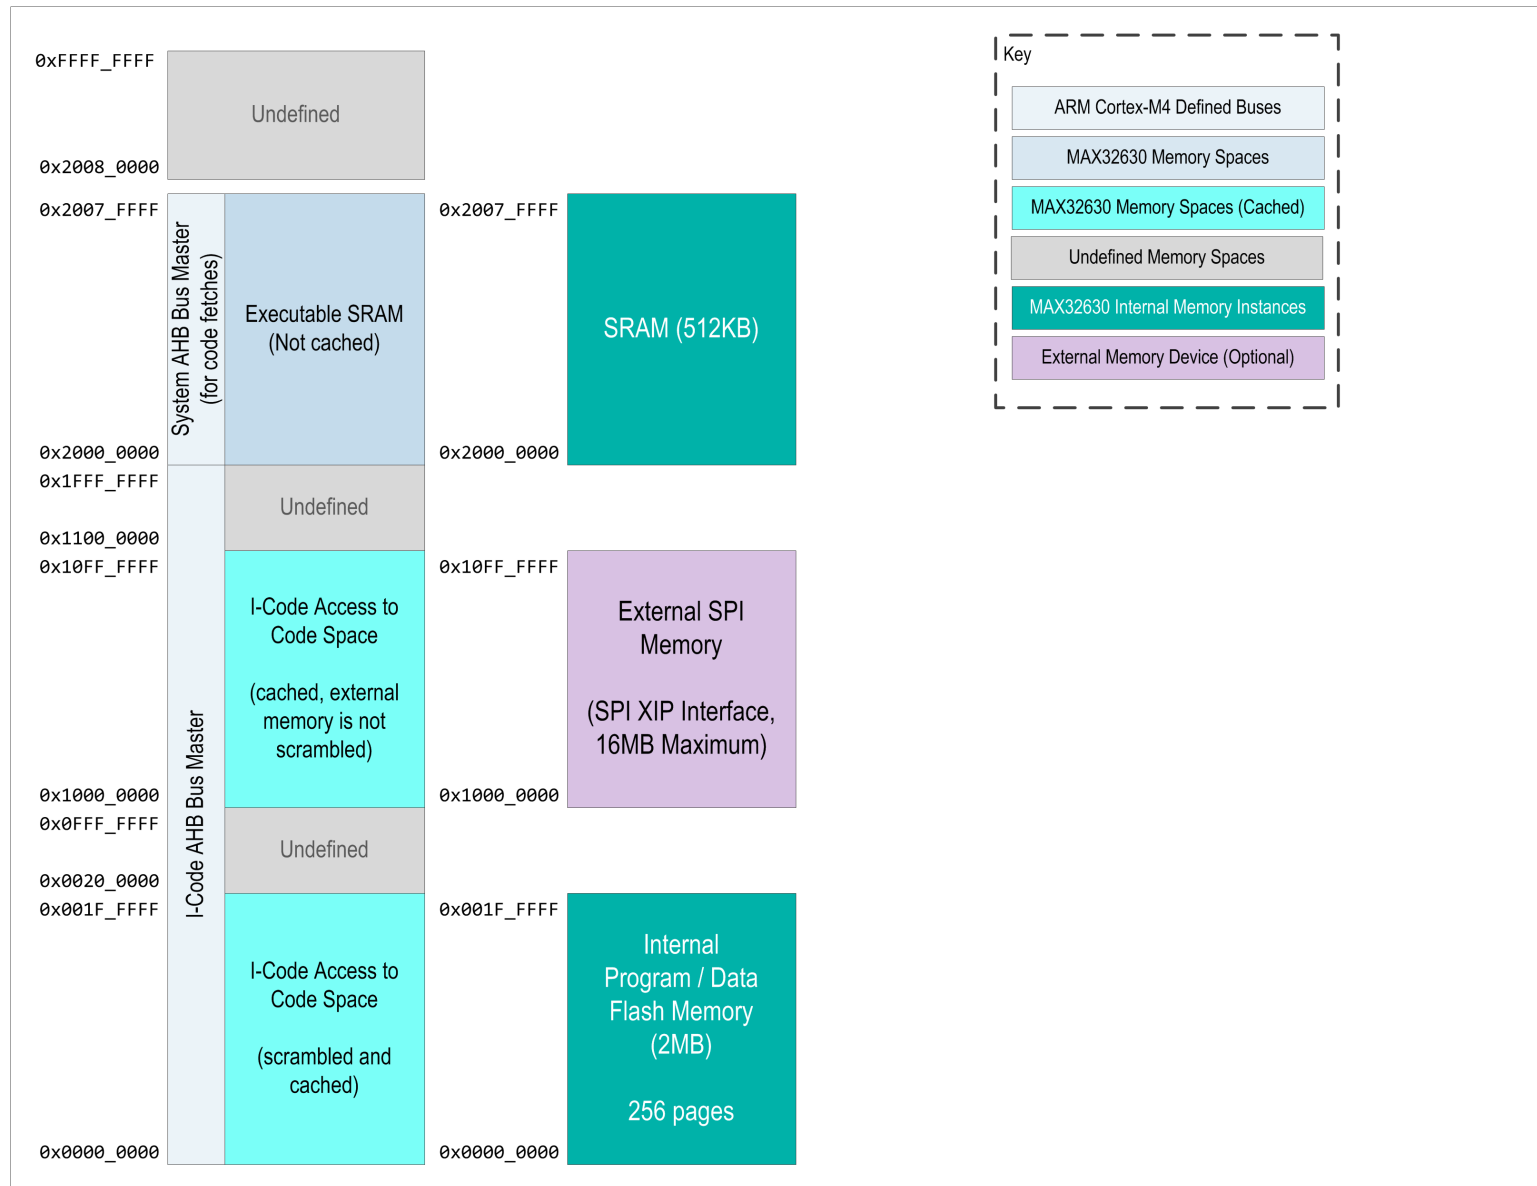 0xFFFF_FFFF
Undefined
0x2008_0000
0x2007_FFFF
System AHB Bus Master
(for code fetches)
Executable SRAM
(Not cached)
0x2000_0000
0x2007_FFFF
SRAM (512KB)
0x2000_0000
0x1FFF_FFFF
Undefined
0x1100_0000
0x10FF_FFFF
I-Code AHB Bus Master
I-Code Access to
Code Space
(cached, external
memory is not
scrambled)
0x1000_0000
0x10FF_FFFF
External SPI
Memory
(SPI XIP Interface,
16MB Maximum)
0x1000_0000
0x0FFF_FFFF
Undefined
0x0020_0000
0x001F_FFFF
I-Code Access to
Code Space
(scrambled and
cached)
0x0000_0000
0x001F_FFFF
Internal
Program / Data
Flash Memory
(2MB)
256 pages
0x0000_0000
Key
ARM Cortex-M4 Defined Buses
MAX32630 Memory Spaces
MAX32630 Memory Spaces (Cached)
Undefined Memory Spaces
MAX32630 Internal Memory Instances
External Memory Device (Optional)